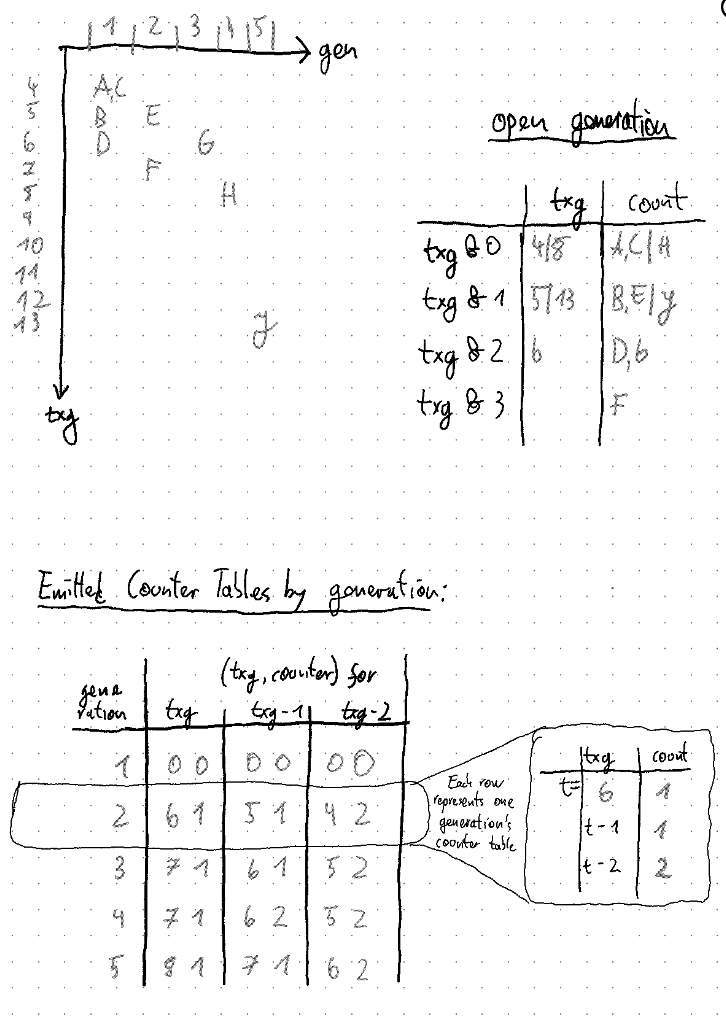 1 2 3 4 5
gen
4 A,C
5 B E
6 D G
7 F
8 H
9
10
11
12
13 y
txg
open generation
txg count
txg & 0 4/8 A,C/H
txg & 1 5/13 B,E/y
txg & 2 6 D,G
txg & 3 F
Emitted Counter Tables by generation:
(txg, counter) for
gene
ration txg txg-1 txg-2
1 0 0 0 0 0 0
2 6 1 5 1 4 2
3 7 1 6 1 5 2
4 7 1 6 2 5 2
5 8 1 7 1 6 2
Each row
represents one
generation's
counter table
txg count
t= 6 1
t-1 1
t-2 2